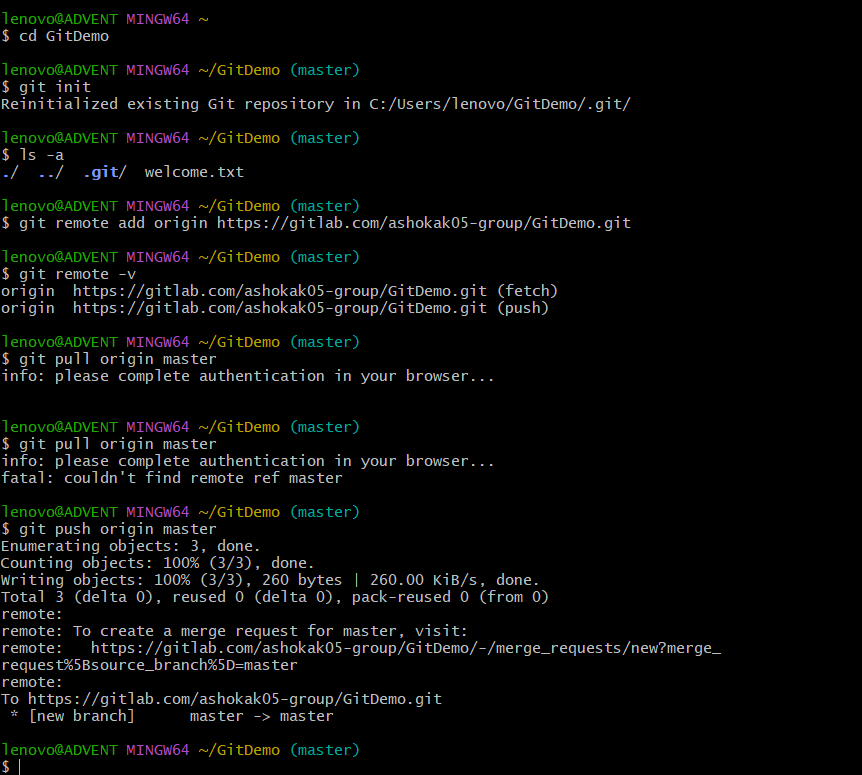 lenovo@ADVENT MINGW64 ~
$ cd GitDemo
lenovo@ADVENT MINGW64 ~/GitDemo (master)
$ git init
Reinitialized existing Git repository in C:/Users/lenovo/GitDemo/.git/
lenovo@ADVENT MINGW64 ~/GitDemo (master)
$ ls -a
./  ../  .git/  welcome.txt
lenovo@ADVENT MINGW64 ~/GitDemo (master)
$ git remote add origin https://gitlab.com/ashokak05-group/GitDemo.git
lenovo@ADVENT MINGW64 ~/GitDemo (master)
$ git remote -v
origin  https://gitlab.com/ashokak05-group/GitDemo.git (fetch)
origin  https://gitlab.com/ashokak05-group/GitDemo.git (push)
lenovo@ADVENT MINGW64 ~/GitDemo (master)
$ git pull origin master
info: please complete authentication in your browser...
lenovo@ADVENT MINGW64 ~/GitDemo (master)
$ git pull origin master
info: please complete authentication in your browser...
fatal: couldn't find remote ref master
lenovo@ADVENT MINGW64 ~/GitDemo (master)
$ git push origin master
Enumerating objects: 3, done.
Counting objects: 100% (3/3), done.
Writing objects: 100% (3/3), 260 bytes | 260.00 KiB/s, done.
Total 3 (delta 0), reused 0 (delta 0), pack-reused 0 (from 0)
remote:
remote: To create a merge request for master, visit:
remote:   https://gitlab.com/ashokak05-group/GitDemo/-/merge_requests/new?merge_
request%5Bsource_branch%5D=master
remote:
To https://gitlab.com/ashokak05-group/GitDemo.git
 * [new branch]      master -> master
lenovo@ADVENT MINGW64 ~/GitDemo (master)
$